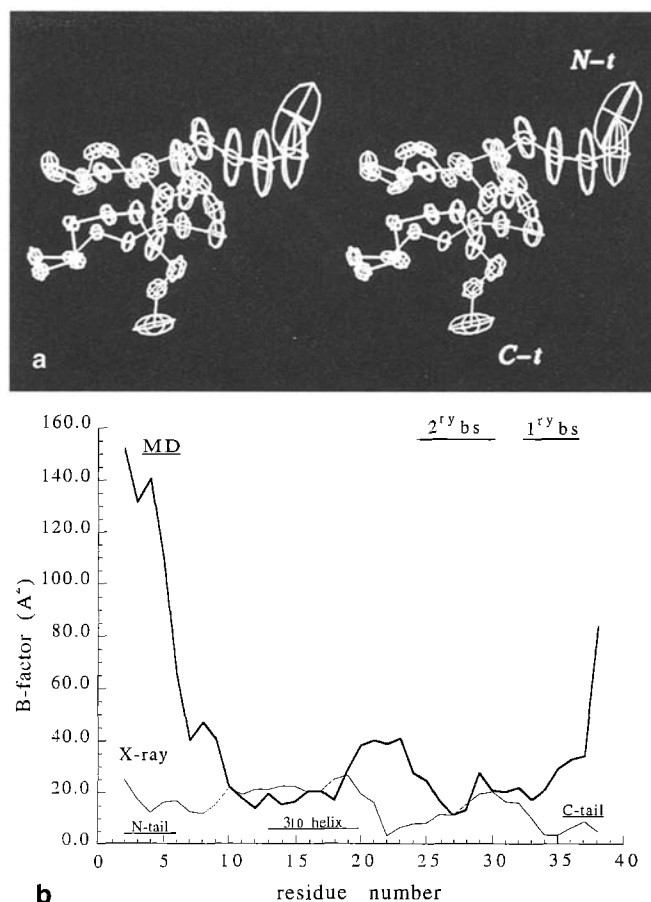 N-t
C-t
a
160.0
140.0
120.0
100.0
80.0
60.0
40.0
20.0
0.0
B-factor (A²)
MD
2ʳʸ bs
1ʳʸ bs
X-ray
N-tail
310 helix
C-tail
0 5 10 15 20 25 30 35 40
residue number
b